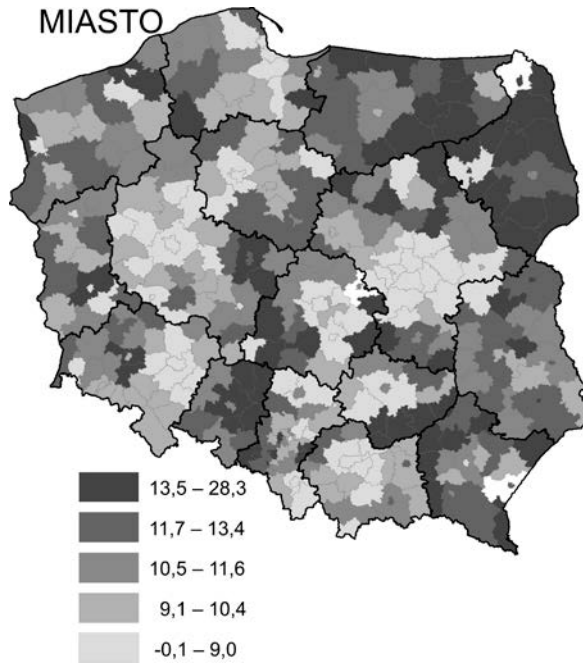 MIASTO
13,5 – 28,3
11,7 – 13,4
10,5 – 11,6
9,1 – 10,4
-0,1 – 9,0